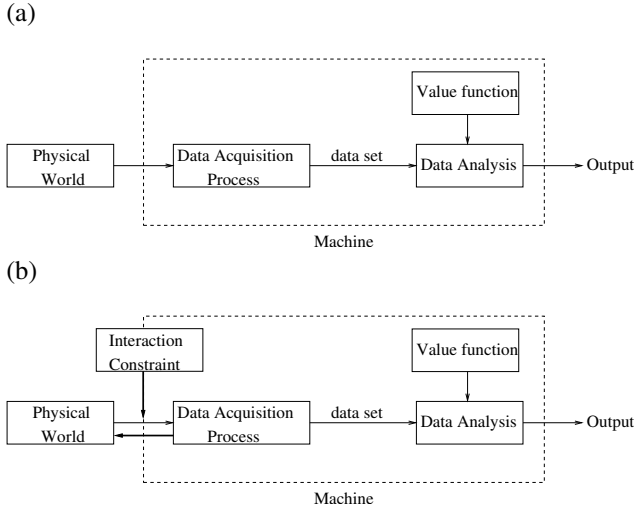 (a)
Value function
Physical
World
Data Acquisition
Process
data set
Data Analysis
Output
Machine
(b)
Interaction
Constraint
Value function
Physical
World
Data Acquisition
Process
data set
Data Analysis
Output
Machine